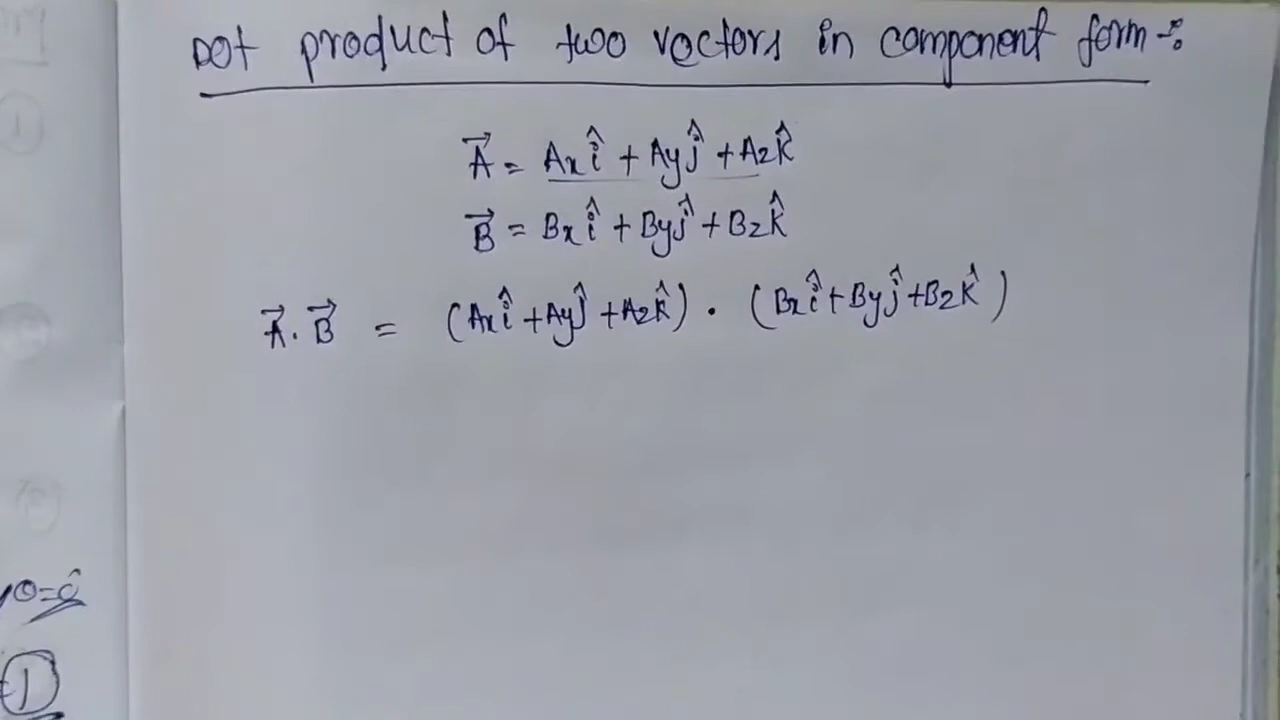 Dot product of two vectors in component form -:
A⃗ = Axî + Ayĵ + Azk̂
B⃗ = Bxî + Byĵ + Bzk̂
A⃗ . B⃗ = (Axî + Ayĵ + Azk̂) . (Bxî + Byĵ + Bzk̂)
1